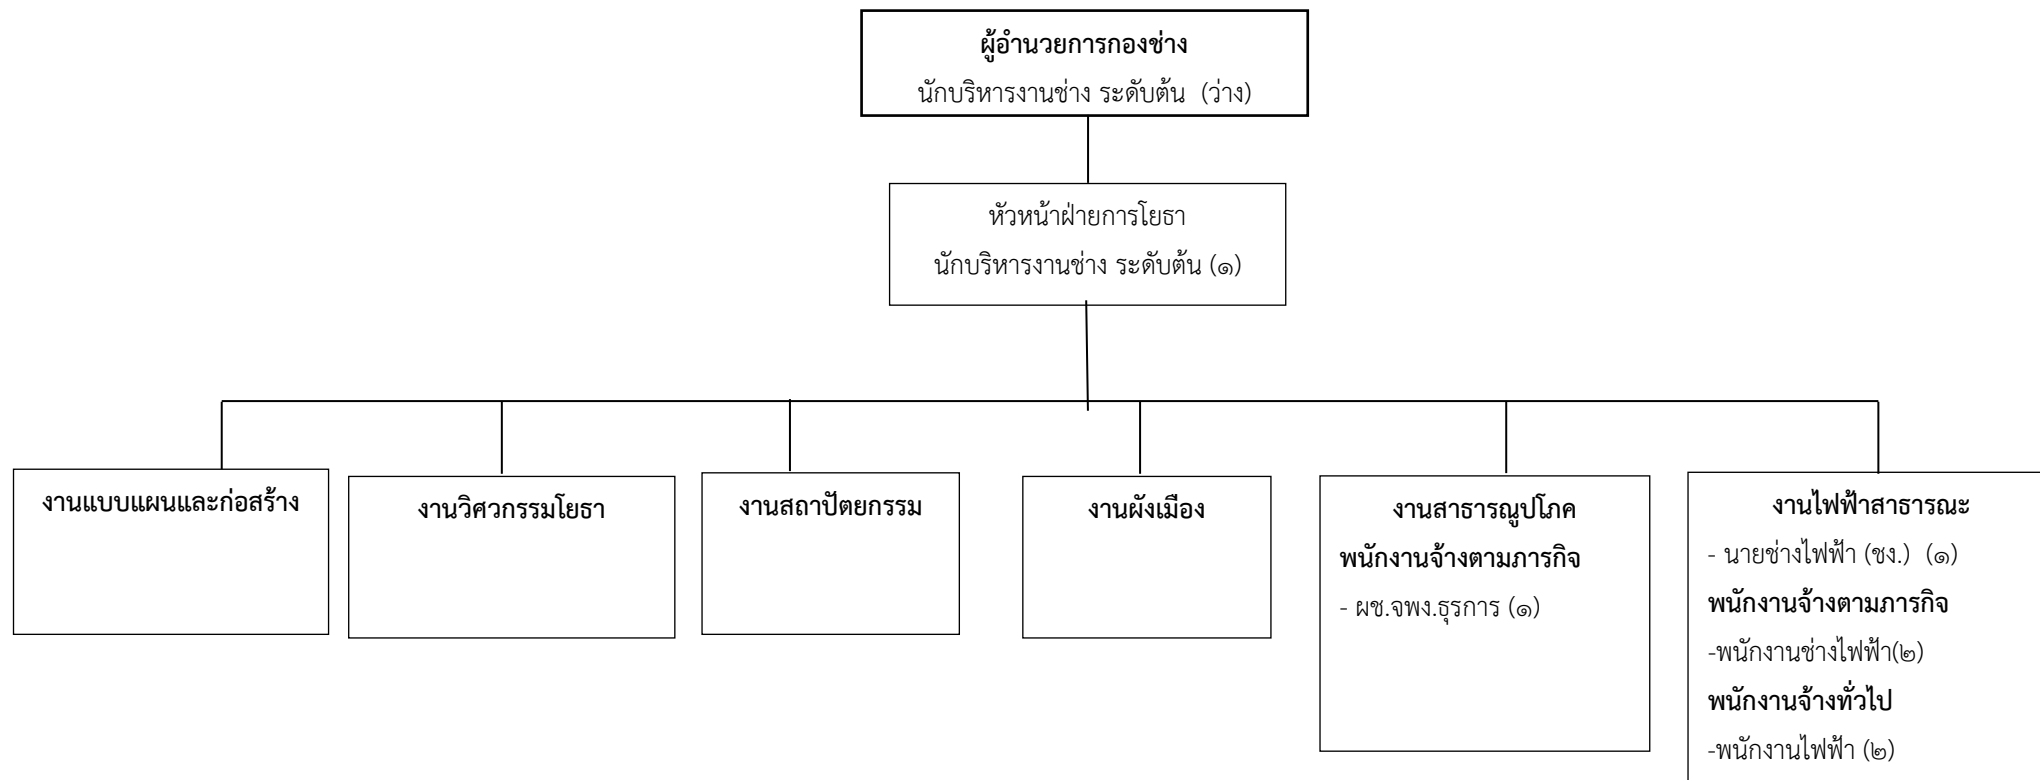 ผู้อำนวยการกองช่าง
นักบริหารงานช่าง ระดับต้น (ว่าง)
หัวหน้าฝ่ายการโยธา
นักบริหารงานช่าง ระดับต้น (๑)
งานแบบแผนและก่อสร้าง
งานวิศวกรรมโยธา
งานสถาปัตยกรรม
งานผังเมือง
งานสาธารณูปโภค
พนักงานจ้างตามภารกิจ
- ผช.จพง.ธุรการ (๑)
งานไฟฟ้าสาธารณะ
- นายช่างไฟฟ้า (ชง.) (๑)
พนักงานจ้างตามภารกิจ
-พนักงานช่างไฟฟ้า(๒)
พนักงานจ้างทั่วไป
-พนักงานไฟฟ้า (๒)